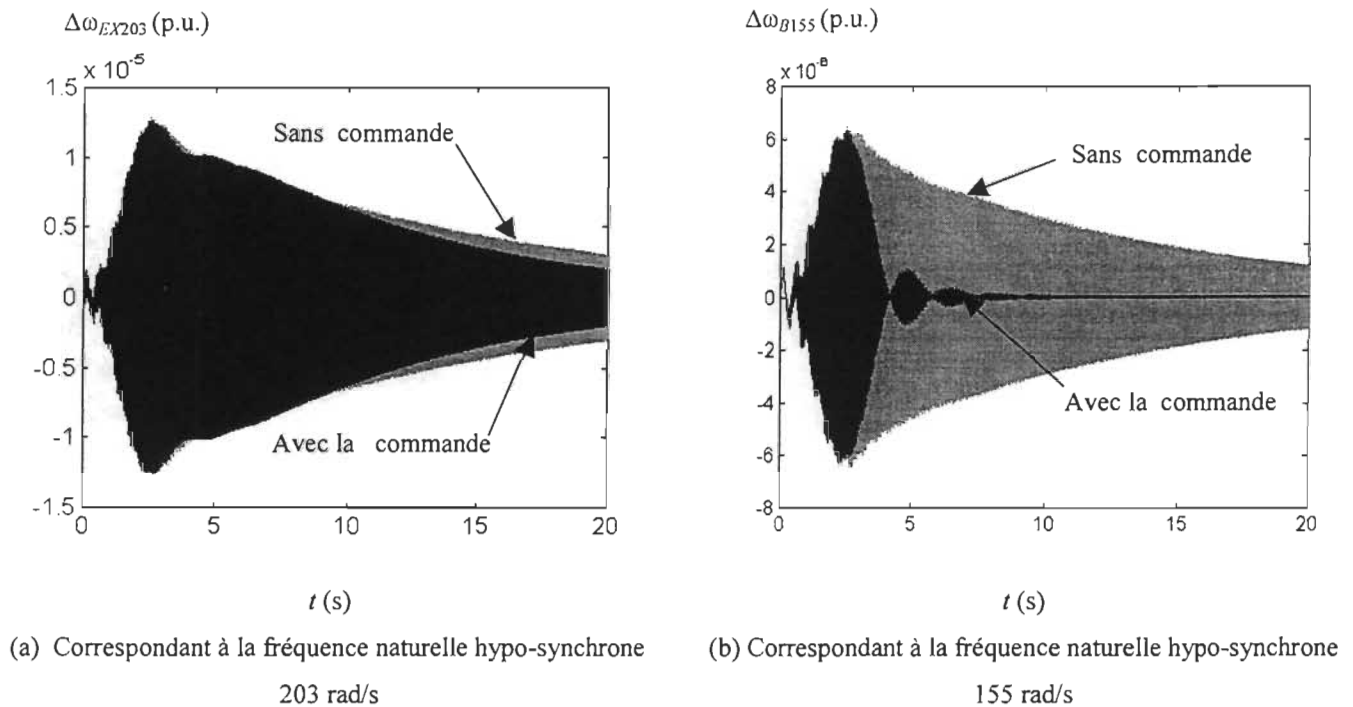 Δω_EX203 (p.u.)
x 10^-5
1.5
1
0.5
0
-0.5
-1
-1.5
0
5
10
15
20
Sans commande
Avec la commande
t (s)
(a) Correspondant à la fréquence naturelle hypo-synchrone
203 rad/s
Δω_B155 (p.u.)
x 10^-8
8
6
4
2
0
-2
-4
-6
-8
0
5
10
15
20
Sans commande
Avec la commande
t (s)
(b) Correspondant à la fréquence naturelle hypo-synchrone
155 rad/s